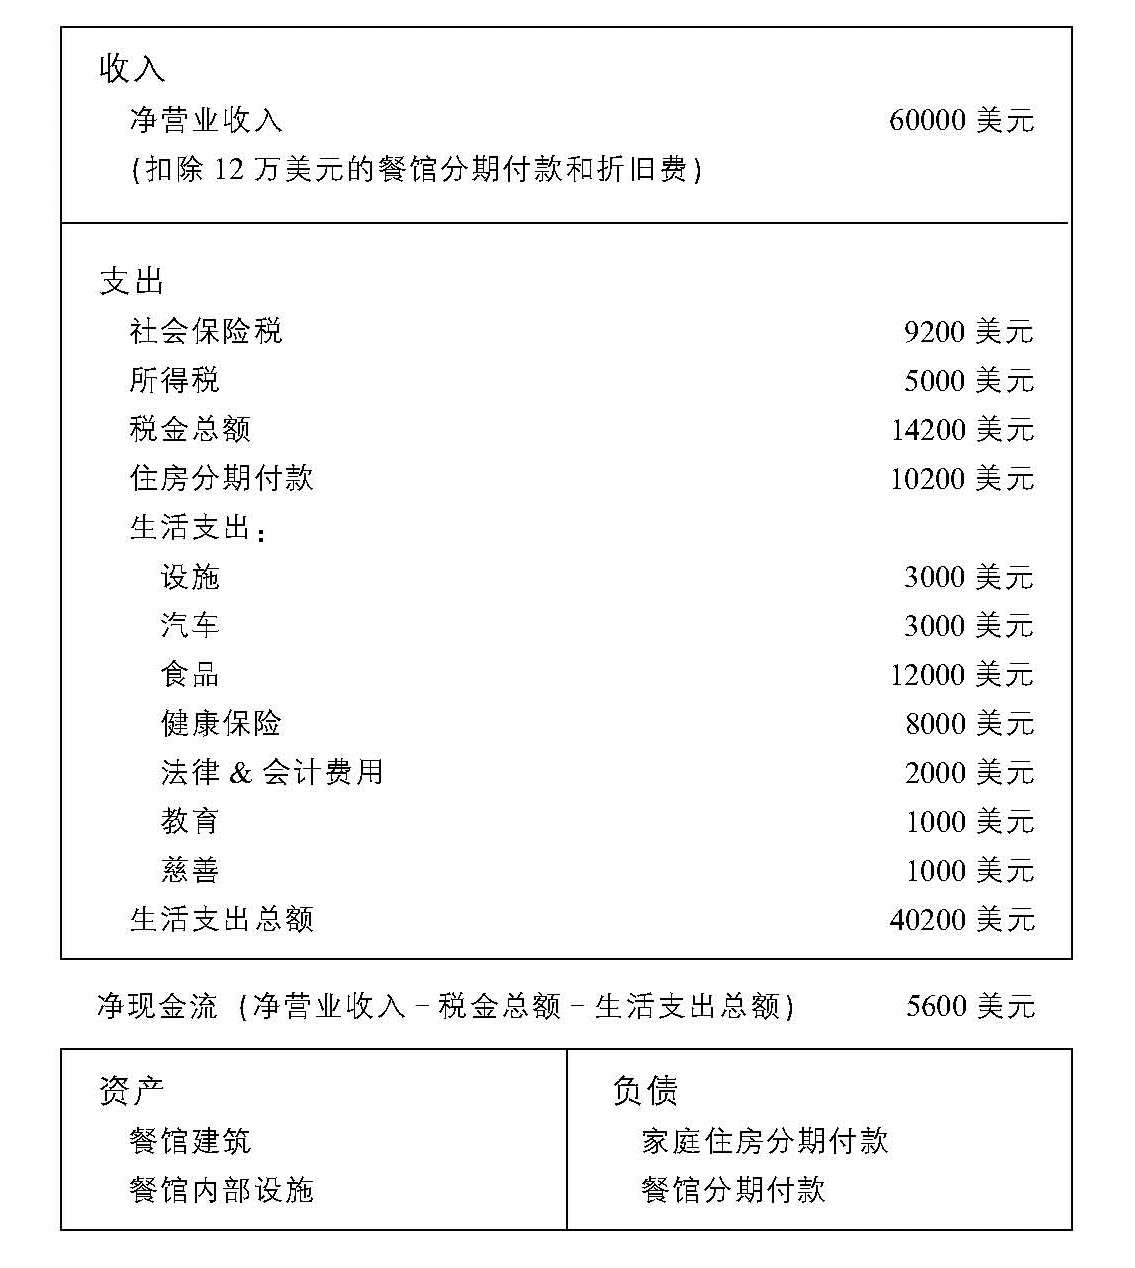 收入
净营业收入 60000 美元
(扣除 12 万美元的餐馆分期付款和折旧费)
支出
社会保险税 9200 美元
所得税 5000 美元
税金总额 14200 美元
住房分期付款 10200 美元
生活支出:
设施 3000 美元
汽车 3000 美元
食品 12000 美元
健康保险 8000 美元
法律 & 会计费用 2000 美元
教育 1000 美元
慈善 1000 美元
生活支出总额 40200 美元
净现金流 (净营业收入-税金总额-生活支出总额) 5600 美元
资产 负债
餐馆建筑 家庭住房分期付款
餐馆内部设施 餐馆分期付款